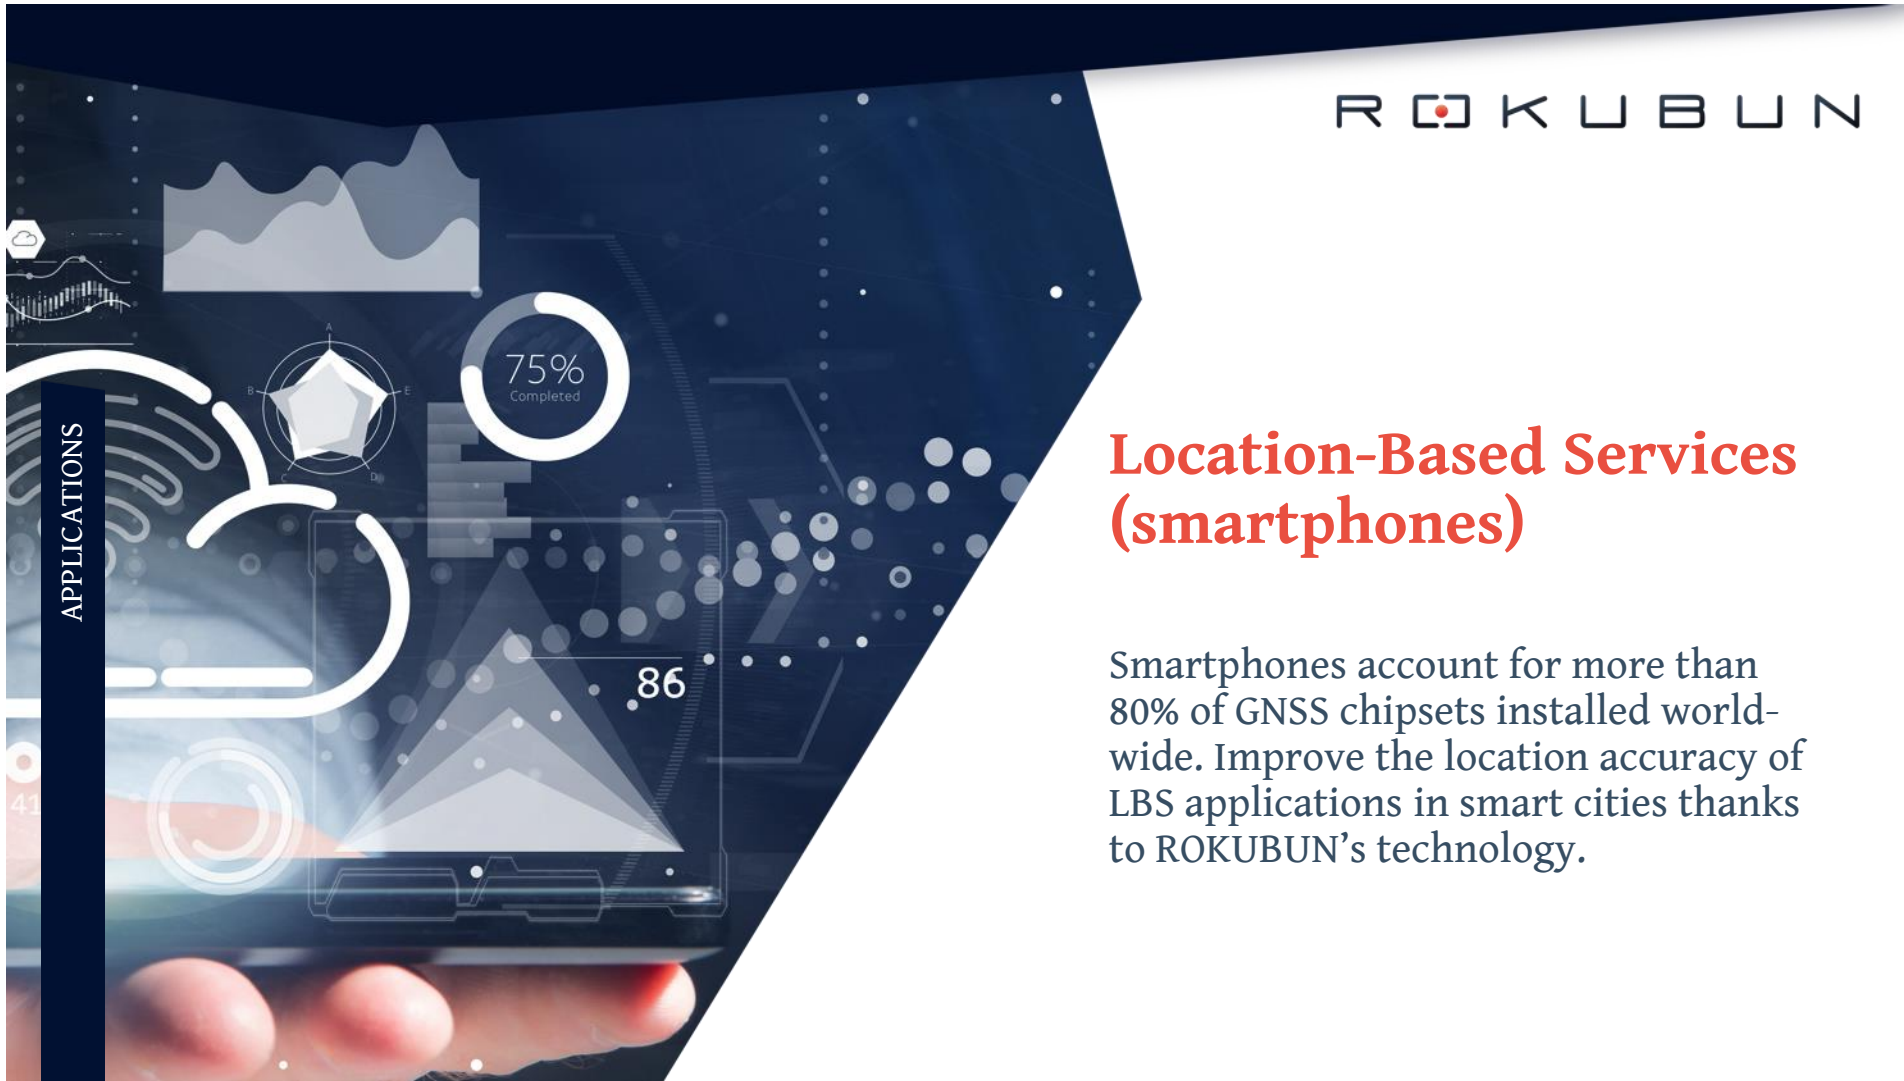 ROKUBUN
APPLICATIONS
A
B
E
C
D
75%
Completed
86
41
Location-Based Services
(smartphones)
Smartphones account for more than
80% of GNSS chipsets installed world-
wide. Improve the location accuracy of
LBS applications in smart cities thanks
to ROKUBUN’s technology.